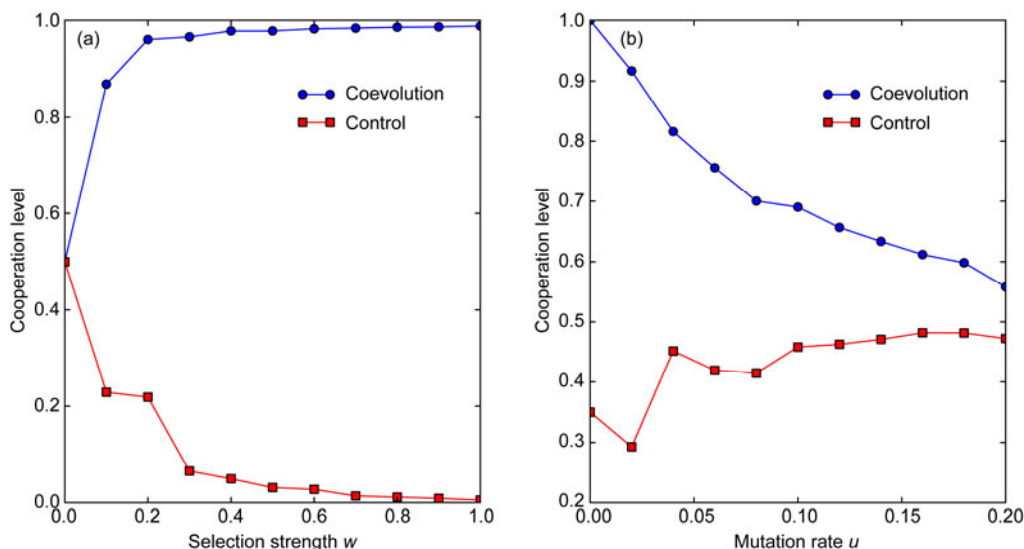 (a)
Coevolution
Control
Cooperation level
1.0
0.8
0.6
0.4
0.2
0.0
0.0
0.2
0.4
0.6
0.8
1.0
Selection strength w
(b)
Coevolution
Control
Cooperation level
1.0
0.9
0.8
0.7
0.6
0.5
0.4
0.3
0.2
0.00
0.05
0.10
0.15
0.20
Mutation rate u